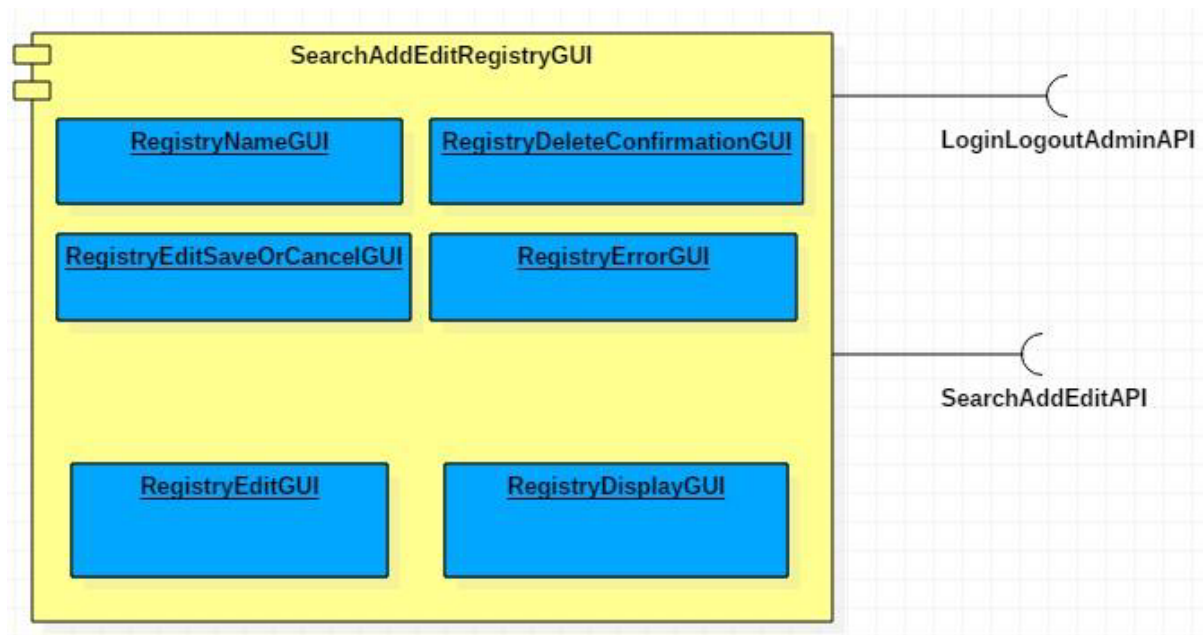 SearchAddEditRegistryGUI
RegistryNameGUI
RegistryDeleteConfirmationGUI
LoginLogoutAdminAPI
RegistryEditSaveOrCancelGUI
RegistryErrorGUI
SearchAddEditAPI
RegistryEditGUI
RegistryDisplayGUI